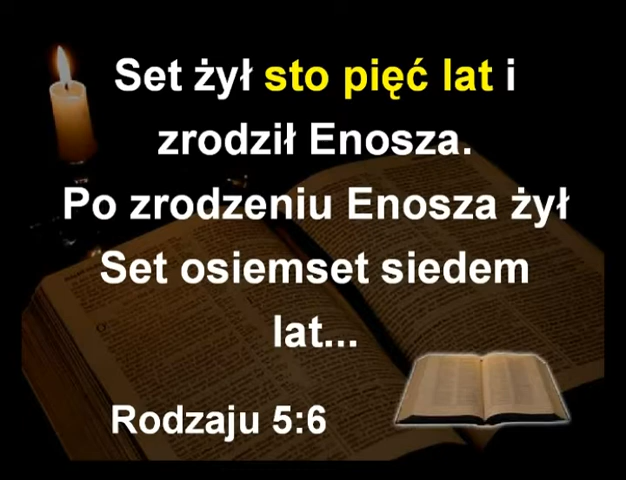 Set żył sto pięć lat i
zrodził Enosza.
Po zrodzeniu Enosza żył
Set osiemset siedem
lat...
Rodzaju 5:6